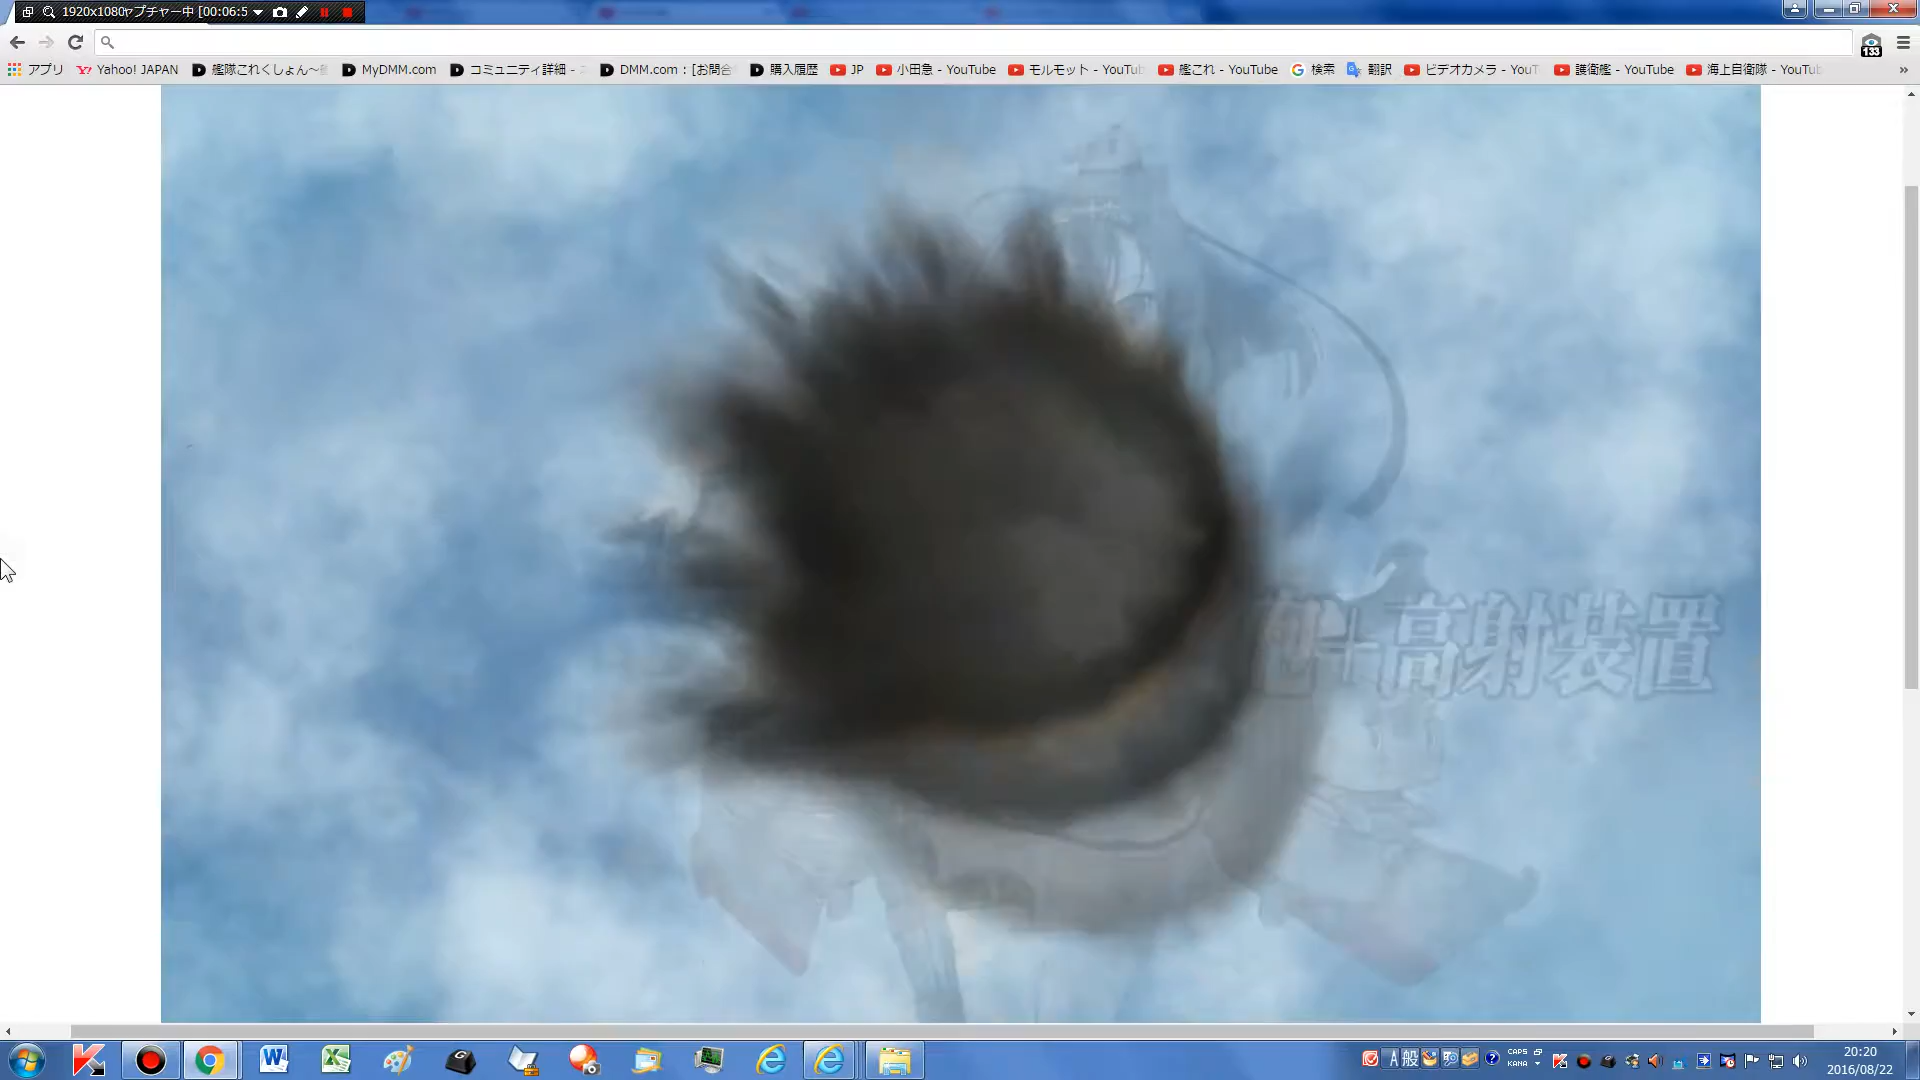 1920x1080ャプチャー中 [00:06:5
133
アプリ Yahoo! JAPAN 艦隊これくしょん～ MyDMM.com コミュニティ詳細 - DMM.com : [お問合 購入履歴 JP 小田急 - YouTube モルモット - YouTub 艦これ - YouTube 検索 翻訳 ビデオカメラ - YouT 護衛艦 - YouTube 海上自衛隊 - YouTub »
砲+高射装置
A 般 CAPS KANA
20:20
2016/08/22